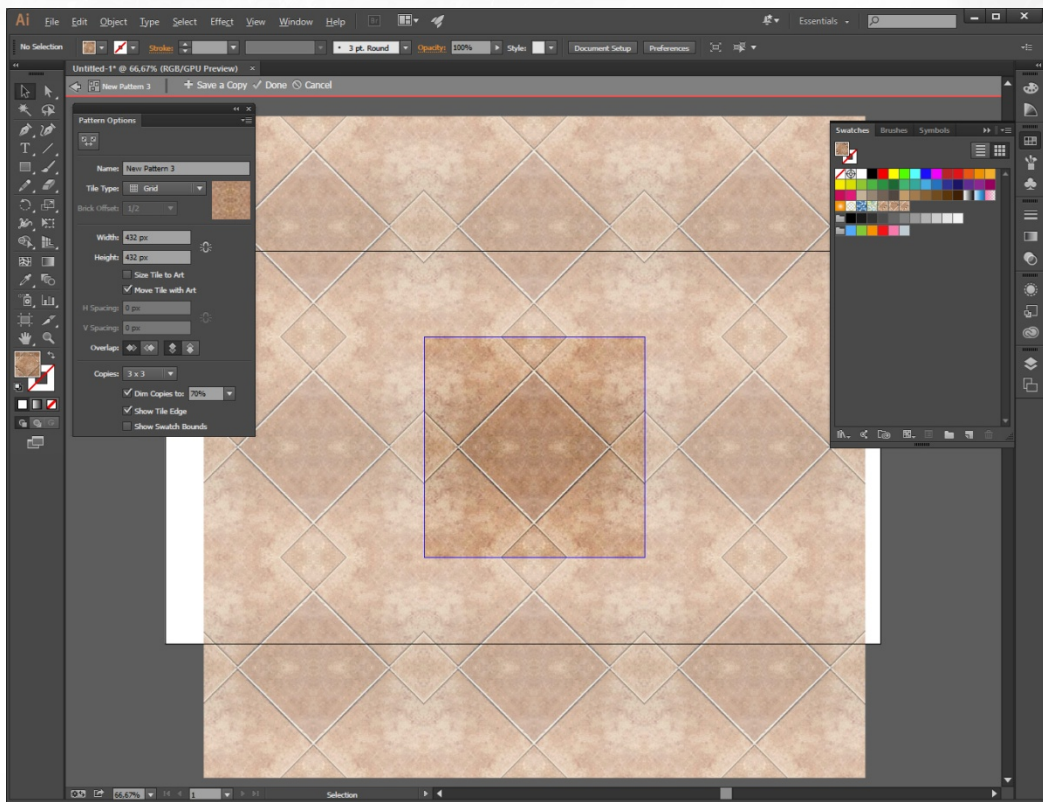 Ai File Edit Object Type Select Effect View Window Help Br Essentials
No Selection Stroke: 3 pt. Round Opacity: 100% Style: Document Setup Preferences
Untitled-1* @ 66,67% (RGB/GPU Preview) ×
New Pattern 3 + Save a Copy ✓ Done Cancel
Pattern Options
Name: New Pattern 3
Tile Type: Grid
Brick Offset: 1/2
Width: 432 px
Height: 432 px
Size Tile to Art
Move Tile with Art
H Spacing: 0 px
V Spacing: 0 px
Overlap:
Copies: 3 x 3
Dim Copies to: 70%
Show Tile Edge
Show Swatch Bounds
Swatches Brushes Symbols
66,67% 1 Selection